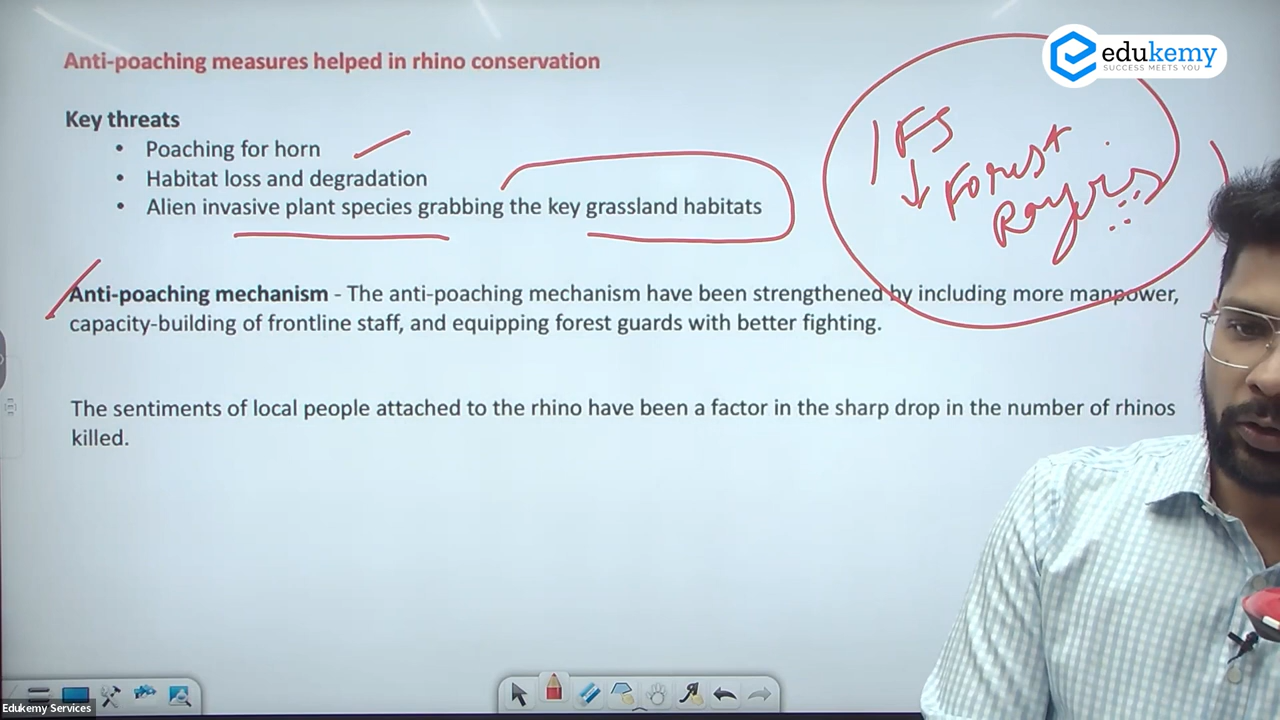 edukemy
SUCCESS MEETS YOU
Anti-poaching measures helped in rhino conservation
Key threats
• Poaching for horn
• Habitat loss and degradation
• Alien invasive plant species grabbing the key grassland habitats
IFS
↓ Forest
Rangers
Anti-poaching mechanism - The anti-poaching mechanism have been strengthened by including more manpower,
capacity-building of frontline staff, and equipping forest guards with better fighting.
The sentiments of local people attached to the rhino have been a factor in the sharp drop in the number of rhinos
killed.
Edukemy Services